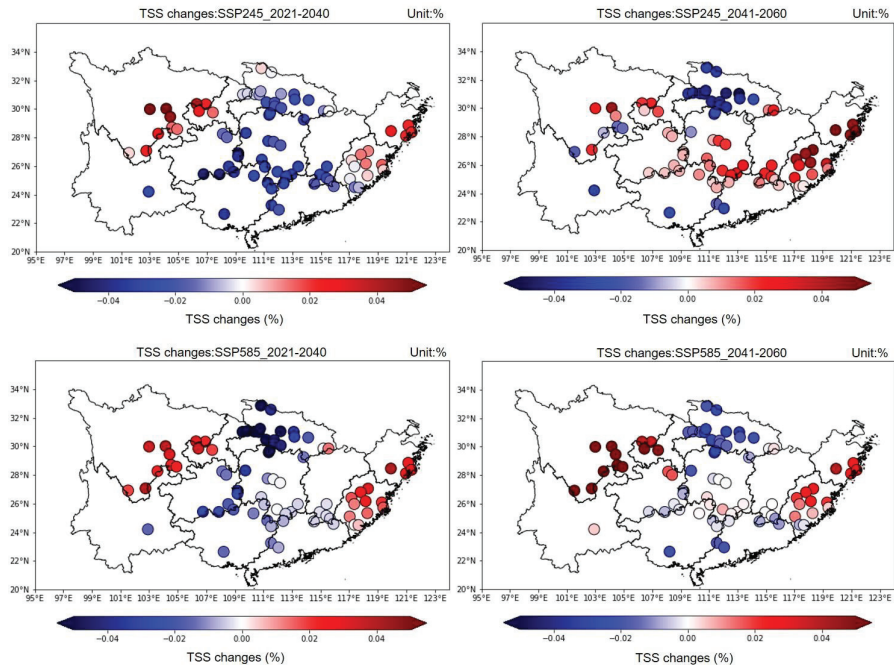 TSS changes:SSP245_2021-2040 Unit:%
34°N
32°N
30°N
28°N
26°N
24°N
22°N
20°N
95°E 97°E 99°E 101°E 103°E 105°E 107°E 109°E 111°E 113°E 115°E 117°E 119°E 121°E 123°E
−0.04 −0.02 0.00 0.02 0.04
TSS changes (%)
TSS changes:SSP245_2041-2060 Unit:%
34°N
32°N
30°N
28°N
26°N
24°N
22°N
20°N
95°E 97°E 99°E 101°E 103°E 105°E 107°E 109°E 111°E 113°E 115°E 117°E 119°E 121°E 123°E
−0.04 −0.02 0.00 0.02 0.04
TSS changes (%)
TSS changes:SSP585_2021-2040 Unit:%
34°N
32°N
30°N
28°N
26°N
24°N
22°N
20°N
95°E 97°E 99°E 101°E 103°E 105°E 107°E 109°E 111°E 113°E 115°E 117°E 119°E 121°E 123°E
−0.04 −0.02 0.00 0.02 0.04
TSS changes (%)
TSS changes:SSP585_2041-2060 Unit:%
34°N
32°N
30°N
28°N
26°N
24°N
22°N
20°N
95°E 97°E 99°E 101°E 103°E 105°E 107°E 109°E 111°E 113°E 115°E 117°E 119°E 121°E 123°E
−0.04 −0.02 0.00 0.02 0.04
TSS changes (%)